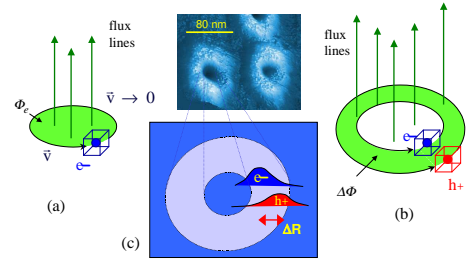 flux
lines
Φe
v⃗
e−
(a)
80 nm
v⃗ → 0
e−
h+
ΔR
(c)
flux
lines
e−
h+
ΔΦ
(b)